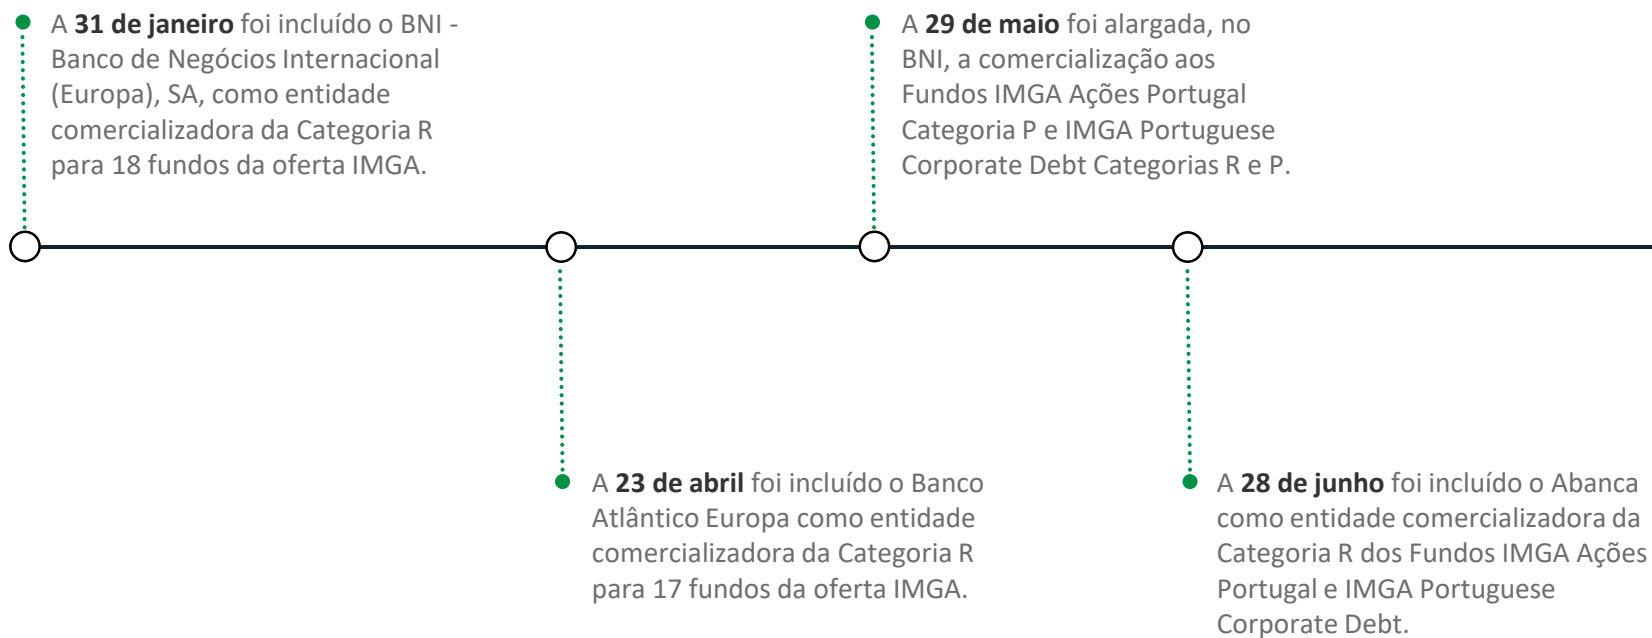 A 31 de janeiro foi incluído o BNI -
Banco de Negócios Internacional
(Europa), SA, como entidade
comercializadora da Categoria R
para 18 fundos da oferta IMGA.
A 23 de abril foi incluído o Banco
Atlântico Europa como entidade
comercializadora da Categoria R
para 17 fundos da oferta IMGA.
A 29 de maio foi alargada, no
BNI, a comercialização aos
Fundos IMGA Ações Portugal
Categoria P e IMGA Portuguese
Corporate Debt Categorias R e P.
A 28 de junho foi incluído o Abanca
como entidade comercializadora da
Categoria R dos Fundos IMGA Ações
Portugal e IMGA Portuguese
Corporate Debt.